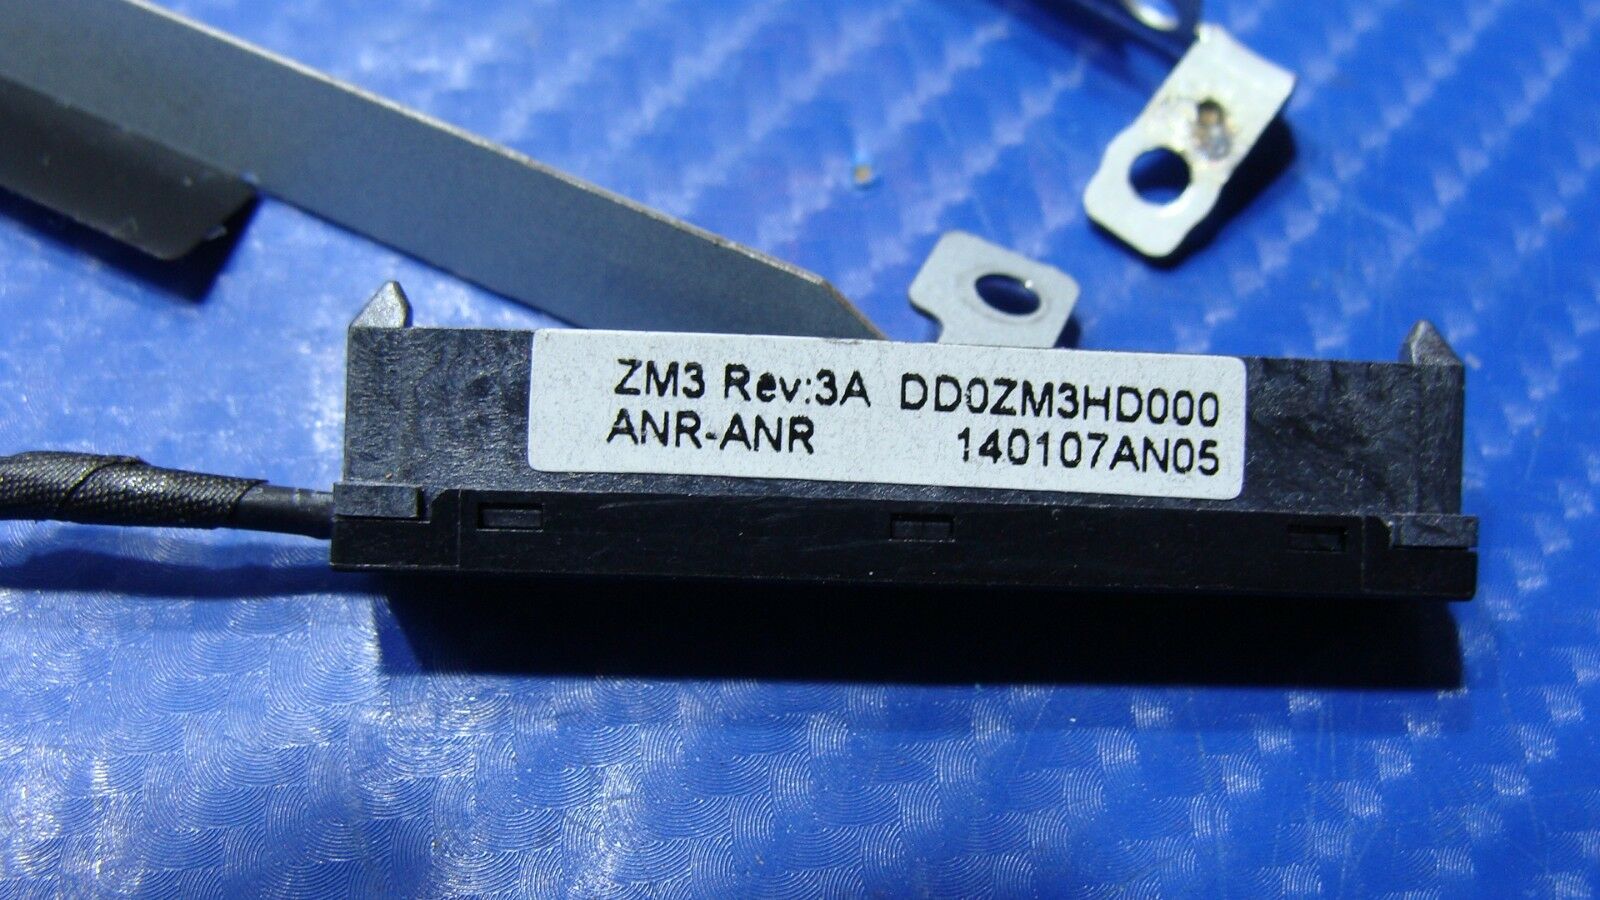 ZM3 Rev:3A DD0ZM3HD000
ANR-ANR 140107AN05